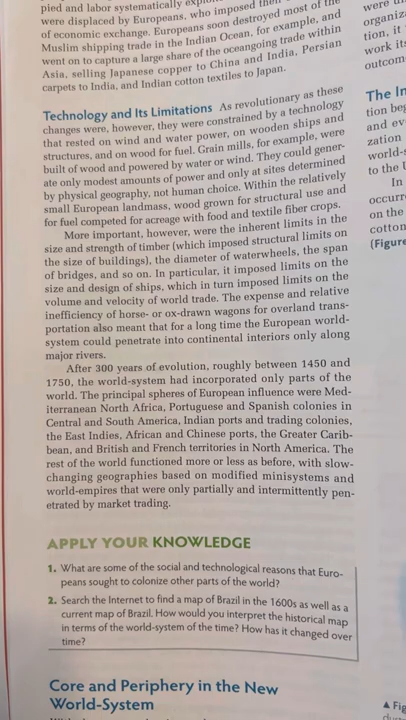 pied and labor systematically
were displaced by Europeans, who imposed their
of economic exchange. Europeans soon destroyed most of the
Muslim shipping trade in the Indian Ocean, for example, and
went on to capture a large share of the oceangoing trade within
Asia, selling Japanese copper to China and India, Persian
carpets to India, and Indian cotton textiles to Japan.
Technology and Its Limitations As revolutionary as these
changes were, however, they were constrained by a technology
that rested on wind and water power, on wooden ships and
structures, and on wood for fuel. Grain mills, for example, were
built of wood and powered by water or wind. They could gener-
ate only modest amounts of power and only at sites determined
by physical geography, not human choice. Within the relatively
small European landmass, wood grown for structural use and
for fuel competed for acreage with food and textile fiber crops.
More important, however, were the inherent limits in the
size and strength of timber (which imposed structural limits on
the size of buildings), the diameter of waterwheels, the span
of bridges, and so on. In particular, it imposed limits on the
size and design of ships, which in turn imposed limits on the
volume and velocity of world trade. The expense and relative
inefficiency of horse- or ox-drawn wagons for overland trans-
portation also meant that for a long time the European world-
system could penetrate into continental interiors only along
major rivers.
After 300 years of evolution, roughly between 1450 and
1750, the world-system had incorporated only parts of the
world. The principal spheres of European influence were Med-
iterranean North Africa, Portuguese and Spanish colonies in
Central and South America, Indian ports and trading colonies,
the East Indies, African and Chinese ports, the Greater Carib-
bean, and British and French territories in North America. The
rest of the world functioned more or less as before, with slow-
changing geographies based on modified minisystems and
world-empires that were only partially and intermittently pen-
etrated by market trading.
APPLY YOUR KNOWLEDGE
1. What are some of the social and technological reasons that Euro-
peans sought to colonize other parts of the world?
2. Search the Internet to find a map of Brazil in the 1600s as well as a
current map of Brazil. How would you interpret the historical map
in terms of the world-system of the time? How has it changed over
time?
Core and Periphery in the New
World-System
were
organiz
tion, it
work its
outcom
The In
tion beg
and ev
zation
world-s
to the U
In
occurr
on the
cotton
(Figure
▲ Fig